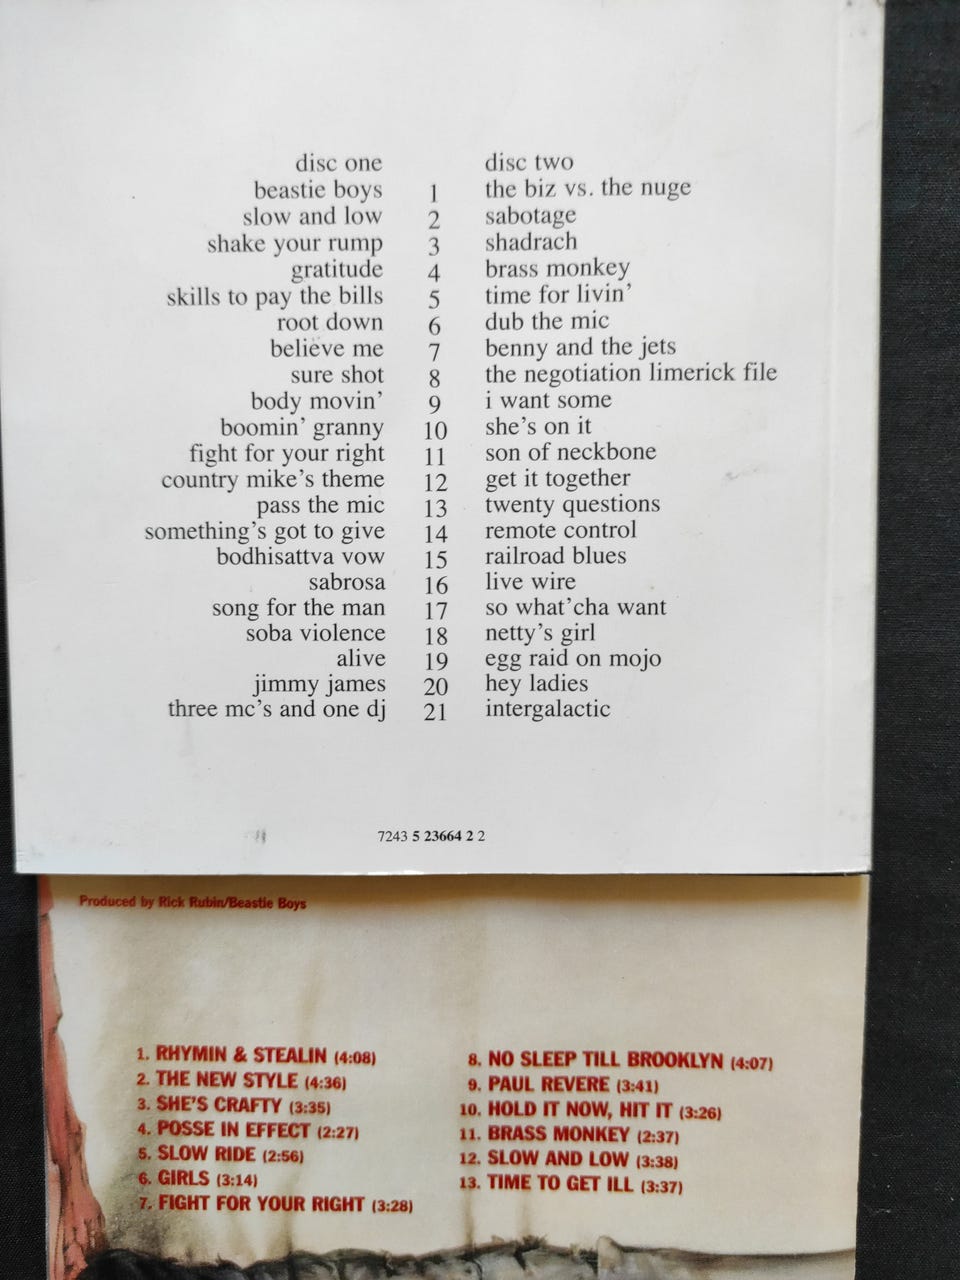 disc one disc two
beastie boys 1 the biz vs. the nuge
slow and low 2 sabotage
shake your rump 3 shadrach
gratitude 4 brass monkey
skills to pay the bills 5 time for livin'
root down 6 dub the mic
believe me 7 benny and the jets
sure shot 8 the negotiation limerick file
body movin' 9 i want some
boomin' granny 10 she's on it
fight for your right 11 son of neckbone
country mike's theme 12 get it together
pass the mic 13 twenty questions
something's got to give 14 remote control
bodhisattva vow 15 railroad blues
sabrosa 16 live wire
song for the man 17 so what'cha want
soba violence 18 netty's girl
alive 19 egg raid on mojo
jimmy james 20 hey ladies
three mc's and one dj 21 intergalactic
7243 5 23664 2 2
Produced by Rick Rubin/Beastie Boys
1. RHYMIN & STEALIN (4:08)
2. THE NEW STYLE (4:36)
3. SHE'S CRAFTY (3:35)
4. POSSE IN EFFECT (2:27)
5. SLOW RIDE (2:56)
6. GIRLS (3:14)
7. FIGHT FOR YOUR RIGHT (3:28)
8. NO SLEEP TILL BROOKLYN (4:07)
9. PAUL REVERE (3:41)
10. HOLD IT NOW, HIT IT (3:26)
11. BRASS MONKEY (2:37)
12. SLOW AND LOW (3:38)
13. TIME TO GET ILL (3:37)